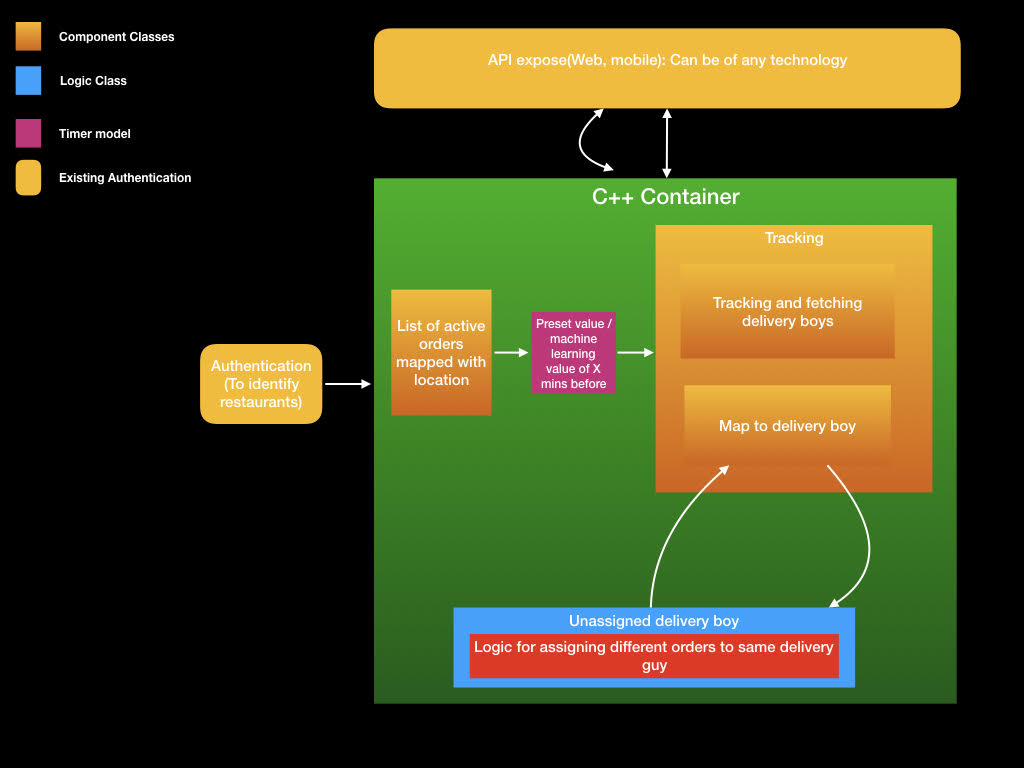 Component Classes
Logic Class
Timer model
Existing Authentication
API expose(Web, mobile): Can be of any technology
C++ Container
Tracking
Tracking and fetching
delivery boys
List of active
orders
mapped with
location
Preset value /
machine
learning
value of X
mins before
Authentication
(To identify
restaurants)
Map to delivery boy
Unassigned delivery boy
Logic for assigning different orders to same delivery
guy